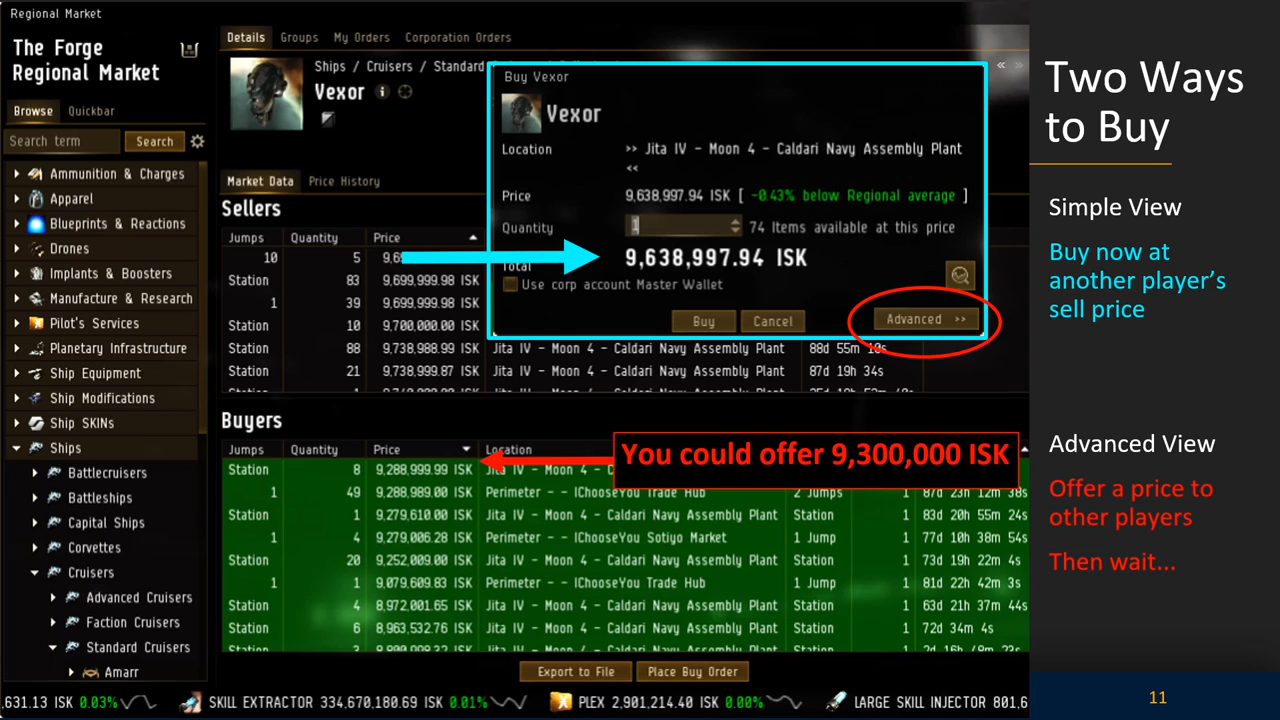 Regional Market
The Forge
Regional Market
Browse Quickbar
Search term Search
Ammunition & Charges
Apparel
Blueprints & Reactions
Drones
Implants & Boosters
Manufacture & Research
Pilot's Services
Planetary Infrastructure
Ship Equipment
Ship Modifications
Ship SKINs
Ships
Battlecruisers
Battleships
Capital Ships
Corvettes
Cruisers
Advanced Cruisers
Faction Cruisers
Standard Cruisers
Amarr
Details Groups My Orders Corporation Orders
Ships / Cruisers / Standard
Vexor
Market Data Price History
Sellers
Jumps Quantity Price
10 5
Station 83 9,699,999.98 ISK
1 39 9,699,999.98 ISK
Station 10 9,700,000.00 ISK
Station 88 9,738,988.99 ISK Jita IV - Moon 4 - Caldari Navy Assembly Plant Station 88d 55m 10s
Station 21 9,738,998.87 ISK Jita IV - Moon 4 - Caldari Navy Assembly Plant Station 87d 19h 34s
Buy Vexor
Vexor
Location >> Jita IV - Moon 4 - Caldari Navy Assembly Plant
<<
Price 9,638,997.94 ISK [ -0.43% below Regional average ]
Quantity 1 74 Items available at this price
Total 9,638,997.94 ISK
Use corp account Master Wallet
Buy Cancel Advanced >>
Buyers
Jumps Quantity Price Location
You could offer 9,300,000 ISK
Station 8 9,288,999.99 ISK Jita IV - Moon 4 - C
1 49 9,288,989.00 ISK Perimeter - - IChooseYou Trade Hub 2 Jumps 1 87d 23h 12m 38s
Station 1 9,279,610.00 ISK Jita IV - Moon 4 - Caldari Navy Assembly Plant Station 1 83d 20h 55m 24s
1 4 9,279,006.28 ISK Perimeter - - IChooseYou Sotiyo Market 1 Jump 1 77d 10h 38m 54s
Station 20 9,252,009.00 ISK Jita IV - Moon 4 - Caldari Navy Assembly Plant Station 1 73d 19h 22m 4s
1 1 9,079,609.83 ISK Perimeter - - IChooseYou Trade Hub 1 Jump 1 81d 22h 42m 3s
Station 4 8,972,001.65 ISK Jita IV - Moon 4 - Caldari Navy Assembly Plant Station 1 63d 21h 37m 44s
Station 6 8,963,532.76 ISK Jita IV - Moon 4 - Caldari Navy Assembly Plant Station 1 72d 34m 4s
Export to File Place Buy Order
,631.13 ISK 0.03% SKILL EXTRACTOR 334,670,180.69 ISK 0.01% PLEX 2,901,214.40 ISK 0.00% LARGE SKILL INJECTOR 801,6
Two Ways
to Buy
Simple View
Buy now at
another player's
sell price
Advanced View
Offer a price to
other players
Then wait...
11